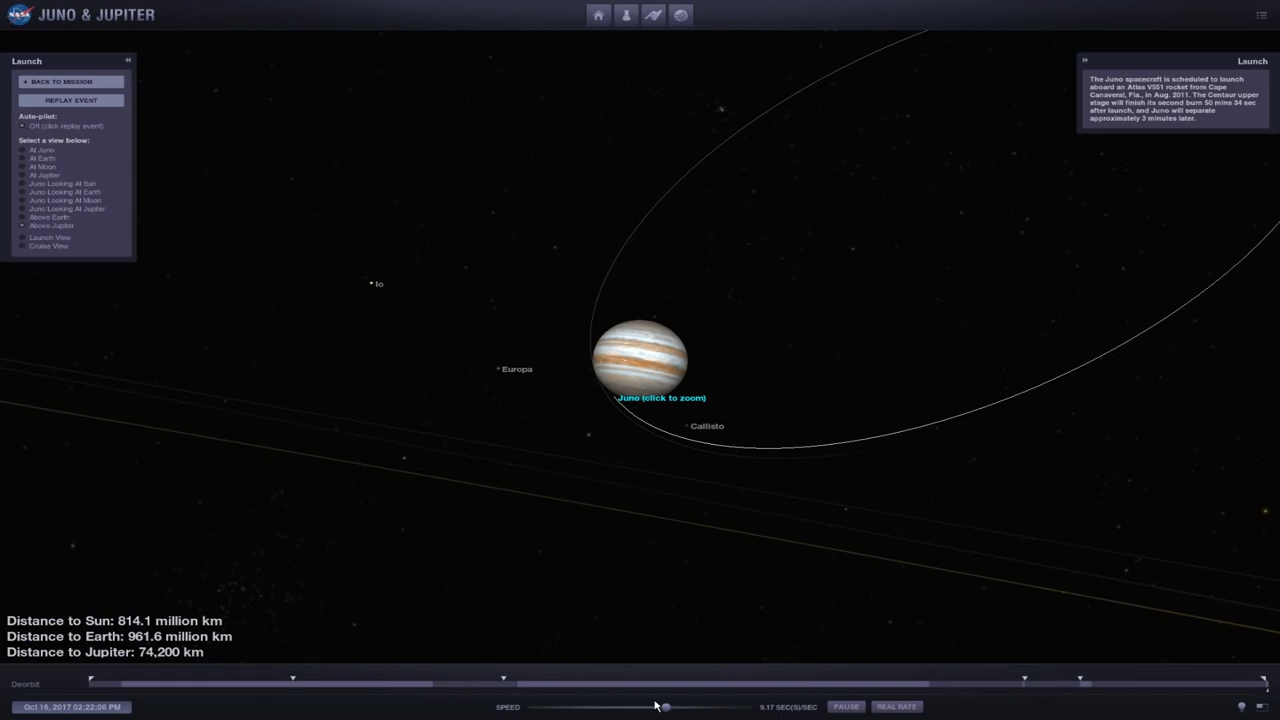 NASA JUNO & JUPITER
Launch
BACK TO MISSION
REPLAY EVENT
Auto-pilot:
Off (click replay event)
Select a view below:
At Juno
At Earth
At Moon
At Jupiter
Juno Looking At Sun
Juno Looking At Earth
Juno Looking At Moon
Juno Looking At Jupiter
Above Earth
Above Jupiter
Launch View
Cruise View
Launch
The Juno spacecraft is scheduled to launch
aboard an Atlas V551 rocket from Cape
Canaveral, Fla., in Aug. 2011. The Centaur upper
stage will finish its second burn 50 mins 34 sec
after launch, and Juno will separate
approximately 3 minutes later.
Io
Europa
Juno (click to zoom)
Callisto
Distance to Sun: 814.1 million km
Distance to Earth: 961.6 million km
Distance to Jupiter: 74,200 km
Deorbit
Oct 16, 2017 02:22:06 PM
SPEED
9.17 SEC(S)/SEC
PAUSE
REAL RATE